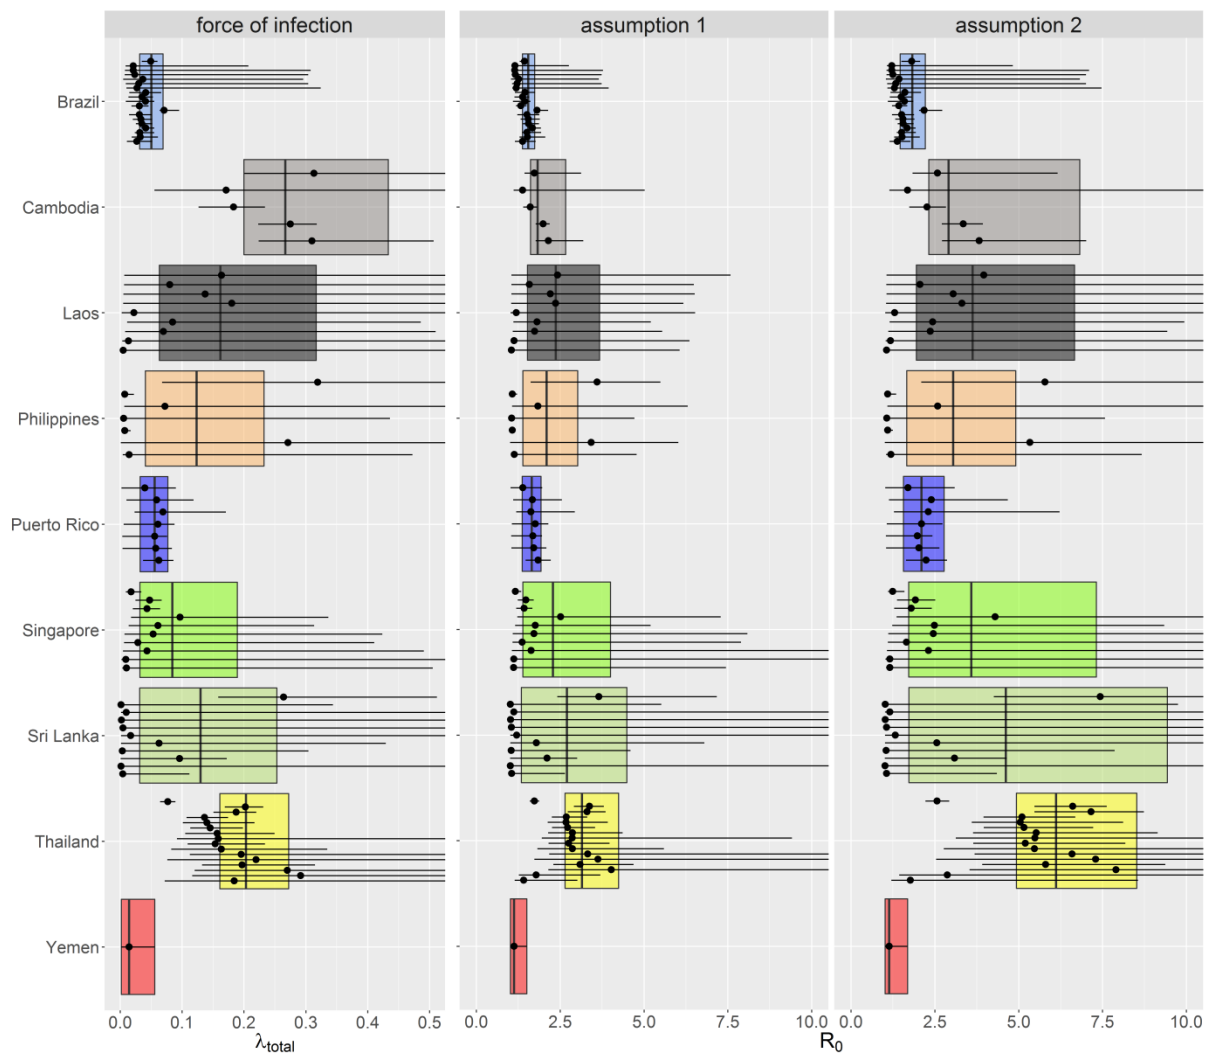 force of infection
assumption 1
assumption 2
Brazil
Cambodia
Laos
Philippines
Puerto Rico
Singapore
Sri Lanka
Thailand
Yemen
0.0 0.1 0.2 0.3 0.4 0.5
0.0 2.5 5.0 7.5 10.0
0.0 2.5 5.0 7.5 10.0
λtotal
R0